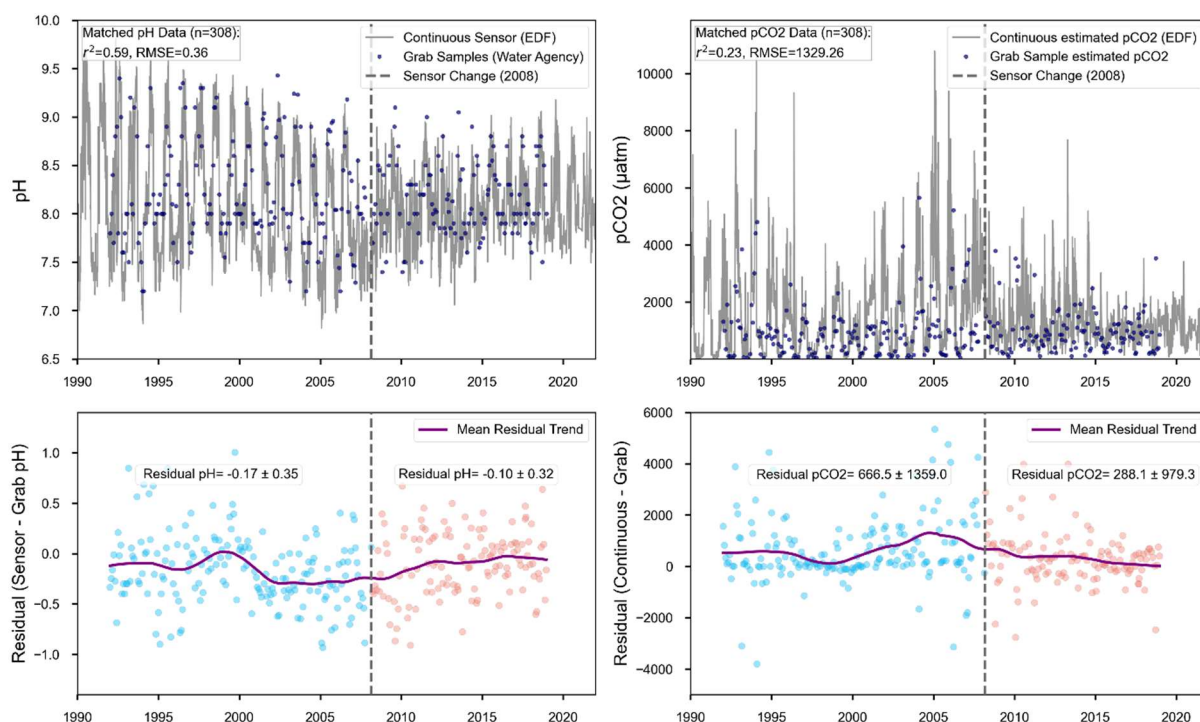 Matched pH Data (n=308):
r²=0.59, RMSE=0.36
Continuous Sensor (EDF)
Grab Samples (Water Agency)
Sensor Change (2008)
pH
10.0
9.5
9.0
8.5
8.0
7.5
7.0
6.5
1990 1995 2000 2005 2010 2015 2020
Matched pCO2 Data (n=308):
r²=0.23, RMSE=1329.26
Continuous estimated pCO2 (EDF)
Grab Sample estimated pCO2
Sensor Change (2008)
pCO2 (μatm)
10000
8000
6000
4000
2000
1990 1995 2000 2005 2010 2015 2020
Mean Residual Trend
Residual pH= -0.17 ± 0.35
Residual pH= -0.10 ± 0.32
Residual (Sensor - Grab pH)
1.0
0.5
0.0
−0.5
−1.0
1990 1995 2000 2005 2010 2015 2020
Mean Residual Trend
Residual pCO2= 666.5 ± 1359.0
Residual pCO2= 288.1 ± 979.3
Residual (Continuous - Grab)
6000
4000
2000
0
−2000
−4000
1990 1995 2000 2005 2010 2015 2020